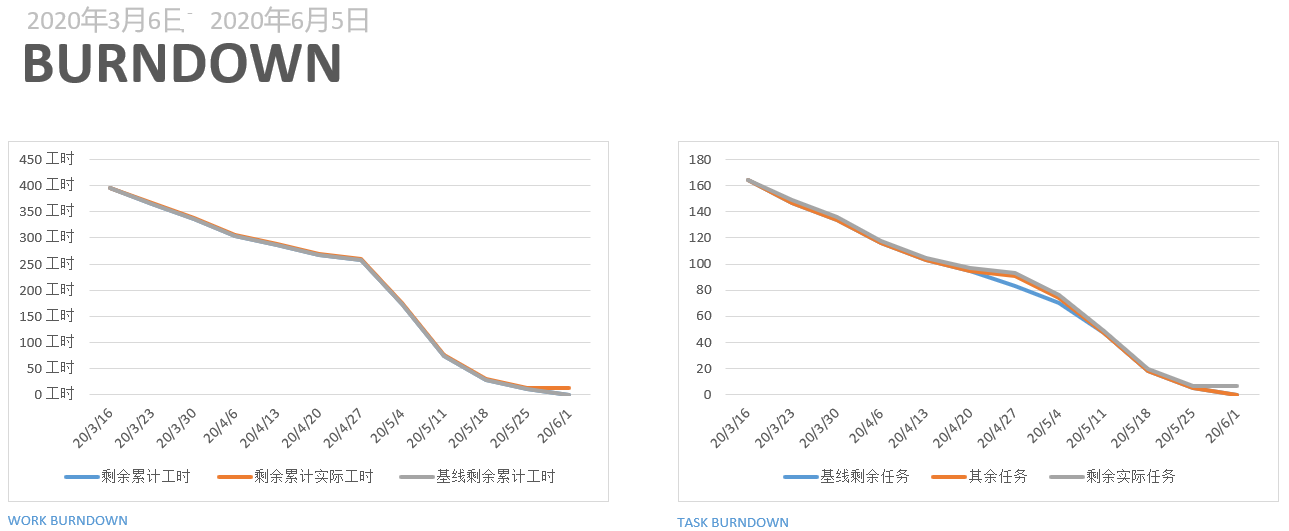 2020年3月6日 - 2020年6月5日
BURNDOWN
450 工时
400 工时
350 工时
300 工时
250 工时
200 工时
150 工时
100 工时
50 工时
0 工时
20/3/16
20/3/23
20/3/30
20/4/6
20/4/13
20/4/20
20/4/27
20/5/4
20/5/11
20/5/18
20/5/25
20/6/1
剩余累计工时 剩余累计实际工时 基线剩余累计工时
WORK BURNDOWN
180
160
140
120
100
80
60
40
20
0
20/3/16
20/3/23
20/3/30
20/4/6
20/4/13
20/4/20
20/4/27
20/5/4
20/5/11
20/5/18
20/5/25
20/6/1
基线剩余任务 其余任务 剩余实际任务
TASK BURNDOWN